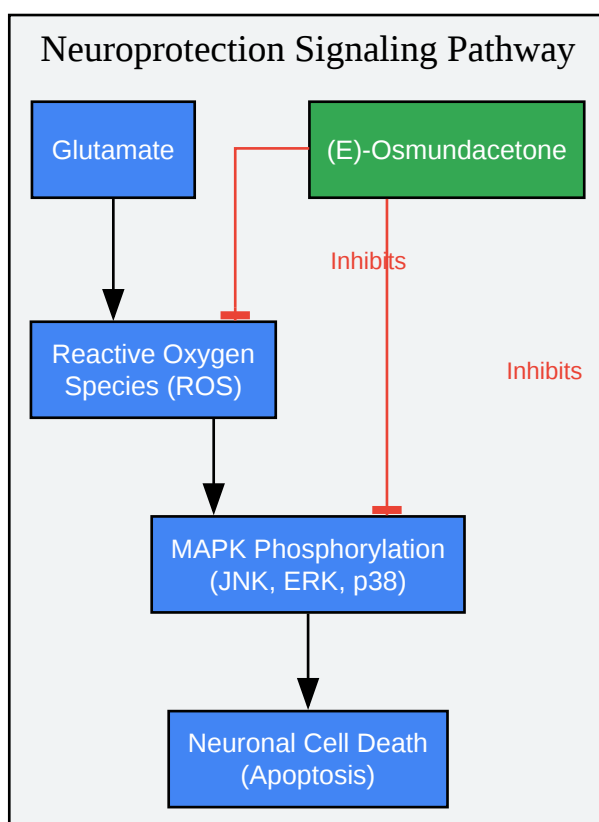 Neuroprotection Signaling Pathway
Glutamate
(E)-Osmundacetone
Inhibits
Reactive Oxygen
Species (ROS)
Inhibits
MAPK Phosphorylation
(JNK, ERK, p38)
Neuronal Cell Death
(Apoptosis)